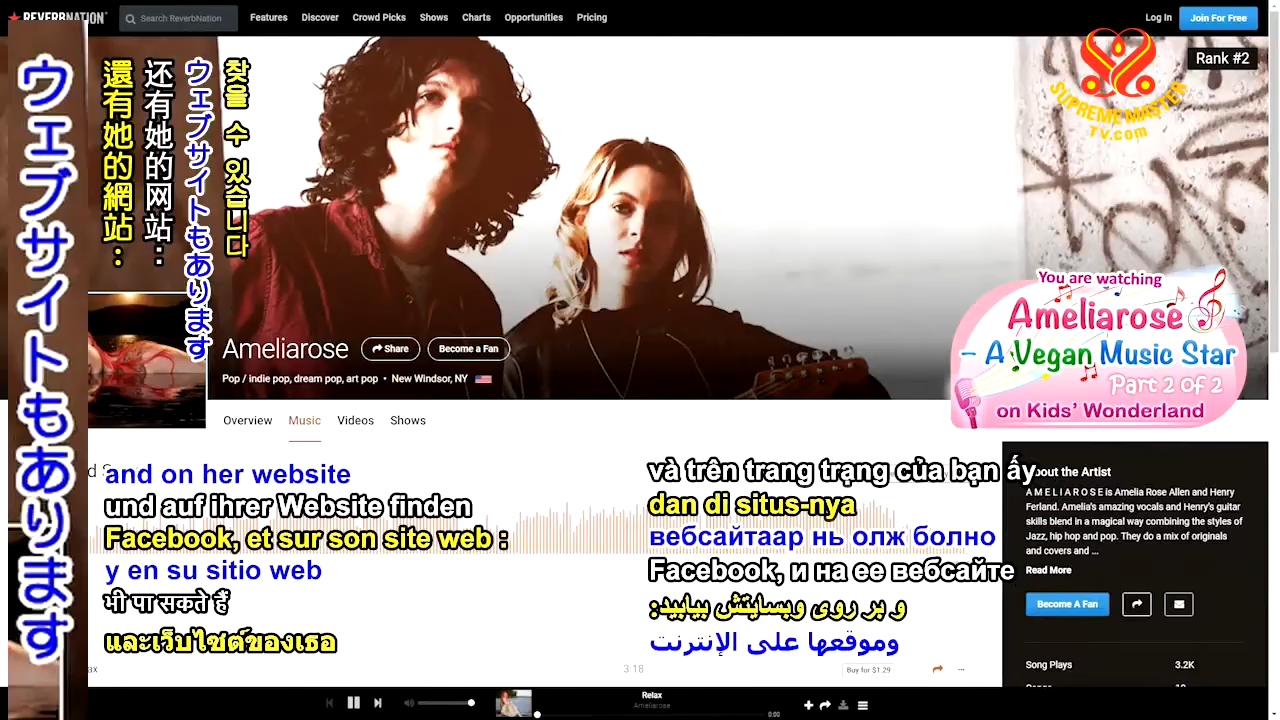 REVERBNATION
Search ReverbNation
Features
Discover
Crowd Picks
Shows
Charts
Opportunities
Pricing
Log In
Join For Free
Rank #2
SUPREME MASTER
TV.com
ウェブサイトもあります
還有她的網站：
还有她的网站：
ウェブサイトもあります
찾을 수 있습니다
You are watching
Ameliarose
– A Vegan Music Star
Part 2 of 2
on Kids' Wonderland
Ameliarose
Share
Become a Fan
Pop / indie pop, dream pop, art pop • New Windsor, NY
Overview
Music
Videos
Shows
and on her website
und auf ihrer Website finden
Facebook, et sur son site web :
y en su sitio web
भी पा सकते हैं
และเว็บไซต์ของเธอ
và trên trang trạng của bạn ấy
dan di situs-nya
вебсайтаар нь олж болно
Facebook, и на ее вебсайте
و بر روی وبسایتش بیابید:
وموقعها على الإنترنت
bout the Artist
A M E L I A R O S E is Amelia Rose Allen and Henry
Ferland. Amelia's amazing vocals and Henry's guitar
skills blend in a magical way combining the styles of
Jazz, hip hop and pop. They do a mix of originals
and covers and ...
Read More
Become A Fan
Song Plays
3.2K
ax
3:18
Buy for $1.29
Relax
Ameliarose
0:00